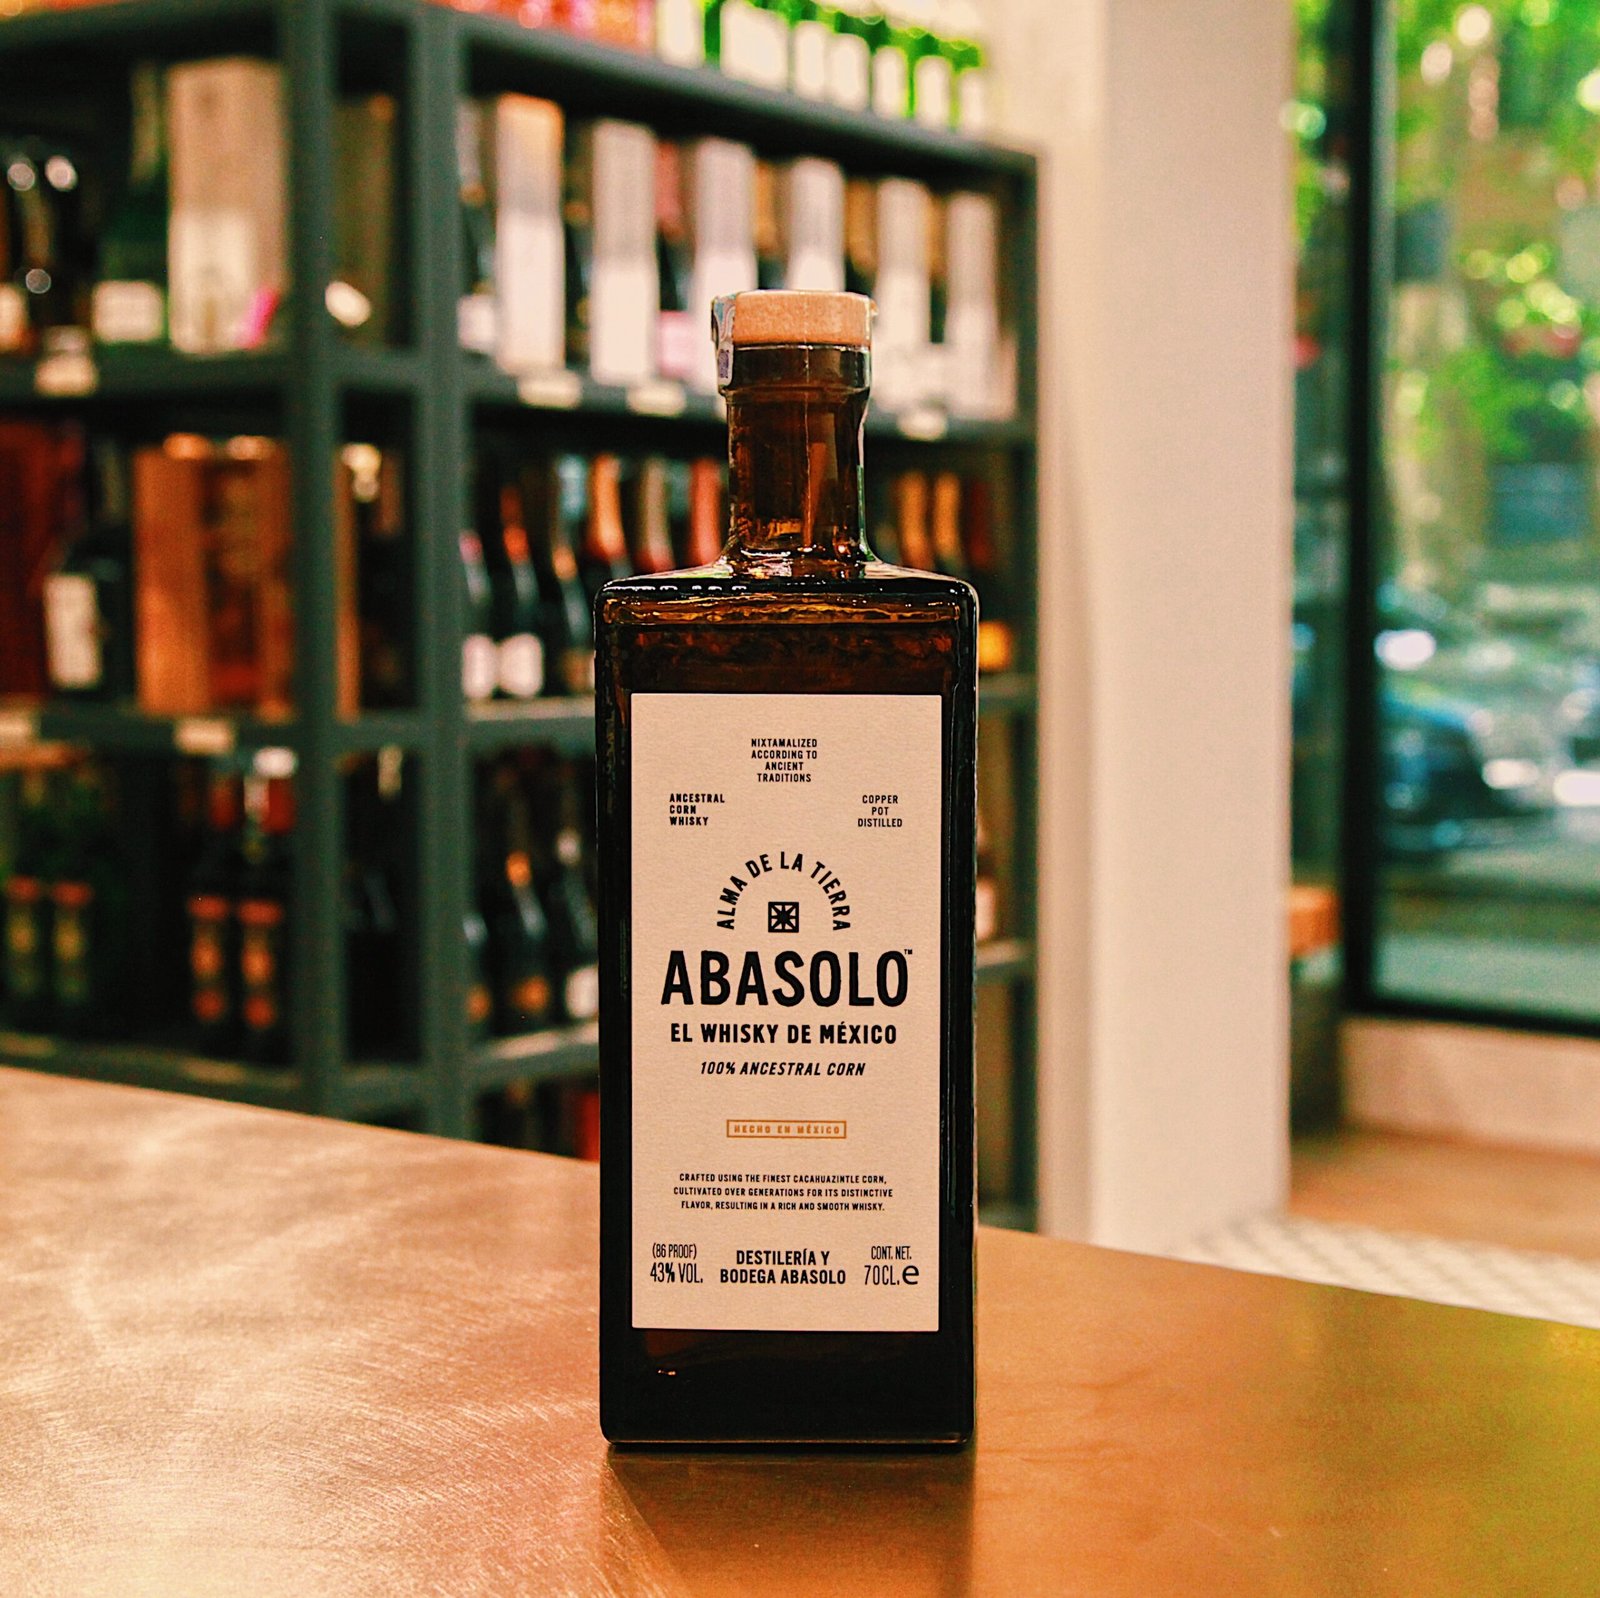 NIXTAMALIZED
ACCORDING TO
ANCIENT
TRADITIONS
ANCESTRAL
CORN
WHISKY
COPPER
POT
DISTILLED
ALMA DE LA TIERRA
ABASOLO™
EL WHISKY DE MÉXICO
100% ANCESTRAL CORN
HECHO EN MÉXICO
CRAFTED USING THE FINEST CACAHUAZINTLE CORN,
CULTIVATED OVER GENERATIONS FOR ITS DISTINCTIVE
FLAVOR, RESULTING IN A RICH AND SMOOTH WHISKY.
(86 PROOF)
43% VOL.
DESTILERÍA Y
BODEGA ABASOLO
CONT. NET.
70CL.e